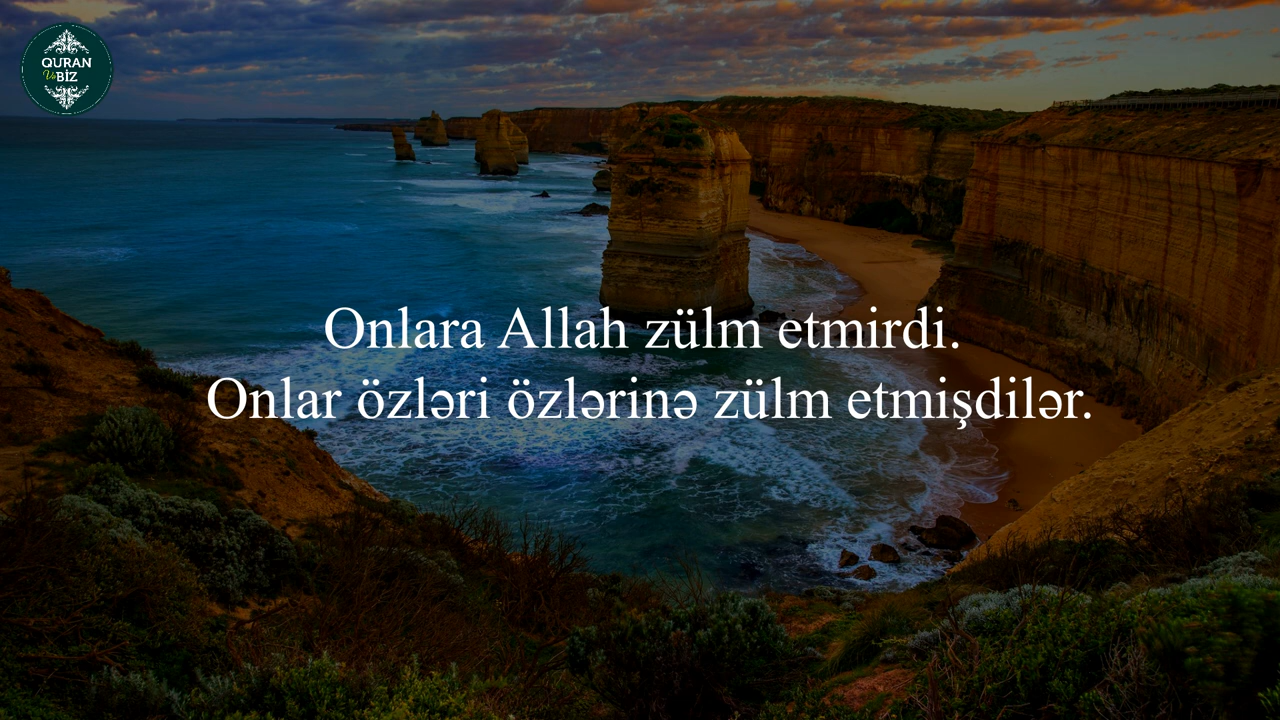 QURAN
Və BİZ
Onlara Allah zülm etmirdi.
Onlar özləri özlərinə zülm etmişdilər.